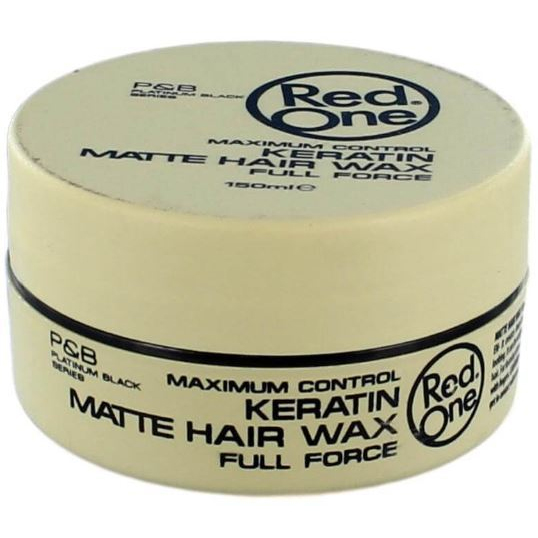 P&B
PLATINUM BLACK
SERIES
Red
One
MAXIMUM CONTROL
KERATIN
MATTE HAIR WAX
FULL FORCE
150ml ℮
P&B
PLATINUM BLACK
SERIES
MAXIMUM CONTROL
KERATIN
MATTE HAIR WAX
FULL FORCE
Red
One